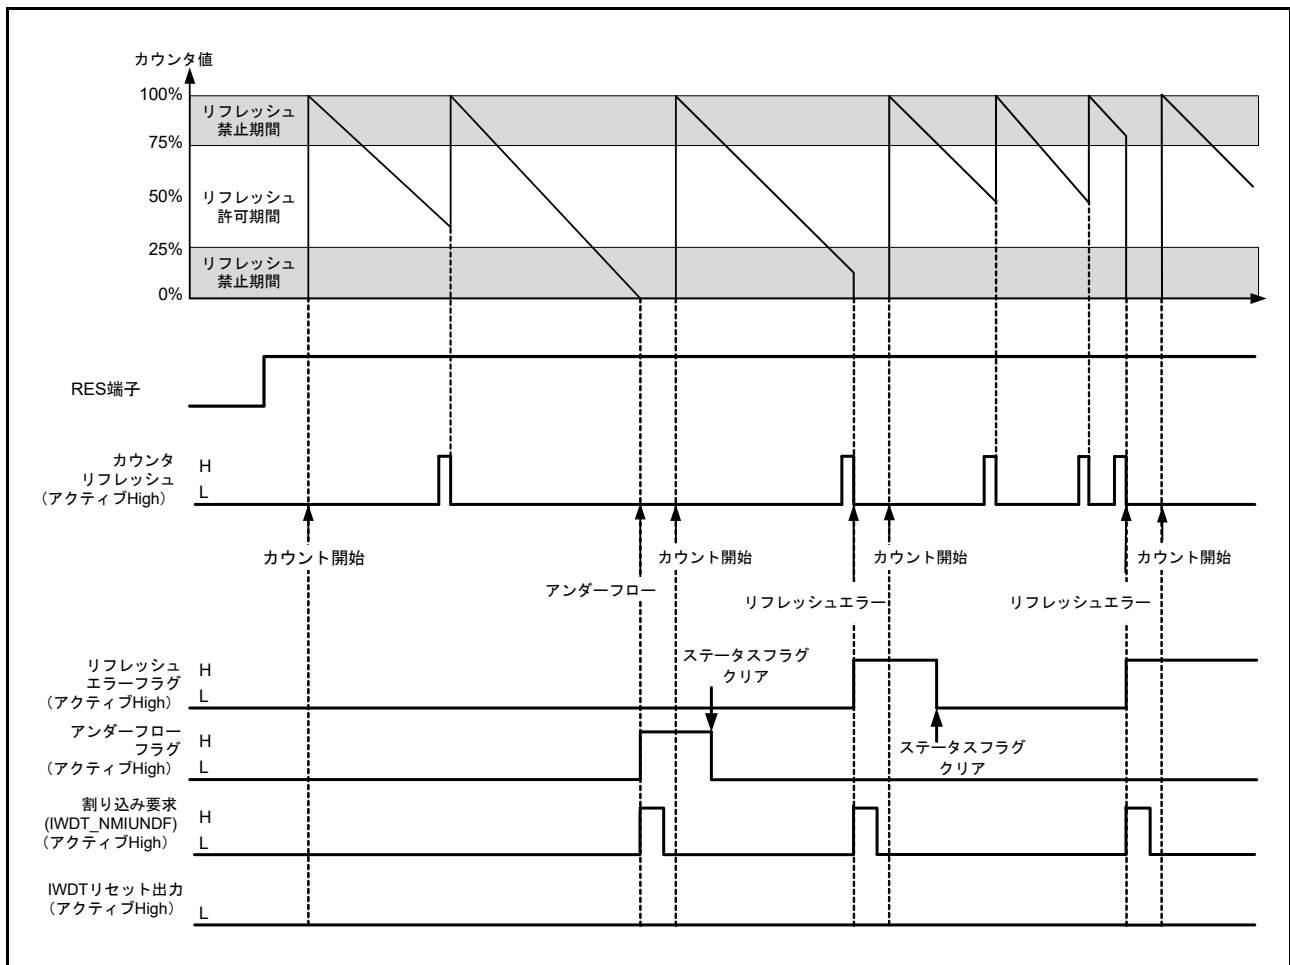 カウンタ値
100%
リフレッシュ
禁止期間
75%
50%
リフレッシュ
許可期間
25%
リフレッシュ
禁止期間
0%
RES端子
カウンタ
リフレッシュ
(アクティブHigh)
H
L
カウント開始
カウント開始
カウント開始
カウント開始
アンダーフロー
リフレッシュエラー
リフレッシュエラー
リフレッシュ
エラーフラグ
(アクティブHigh)
H
L
ステータスフラグ
クリア
アンダーフロー
フラグ
(アクティブHigh)
H
L
ステータスフラグ
クリア
割り込み要求
(IWDT_NMIUNDF)
(アクティブHigh)
H
L
IWDTリセット出力
(アクティブHigh)
L